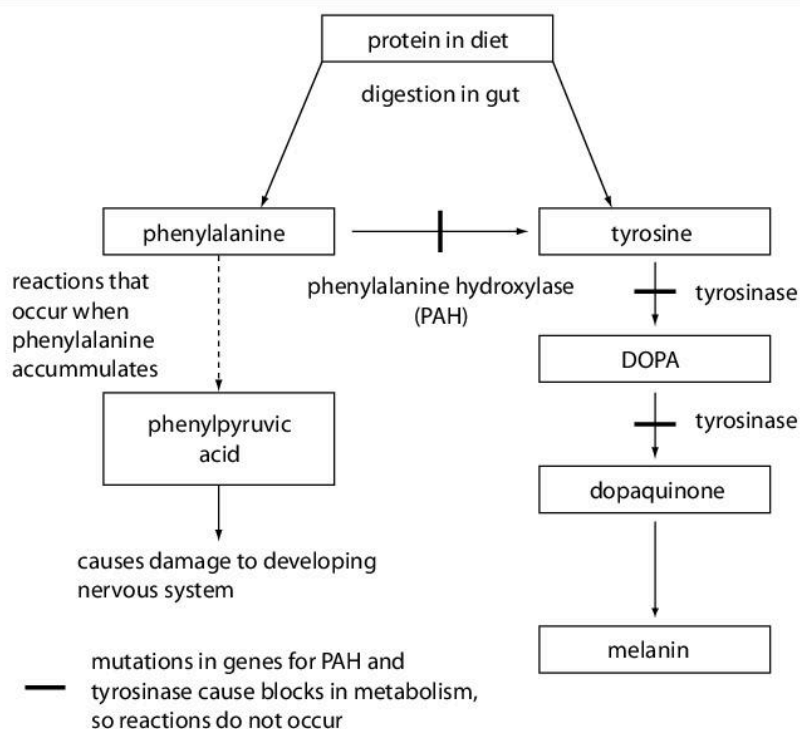 protein in diet
digestion in gut
phenylalanine
tyrosine
reactions that
occur when
phenylalanine
accummulates
phenylalanine hydroxylase
(PAH)
tyrosinase
DOPA
tyrosinase
phenylpyruvic
acid
dopaquinone
causes damage to developing
nervous system
melanin
mutations in genes for PAH and
tyrosinase cause blocks in metabolism,
so reactions do not occur